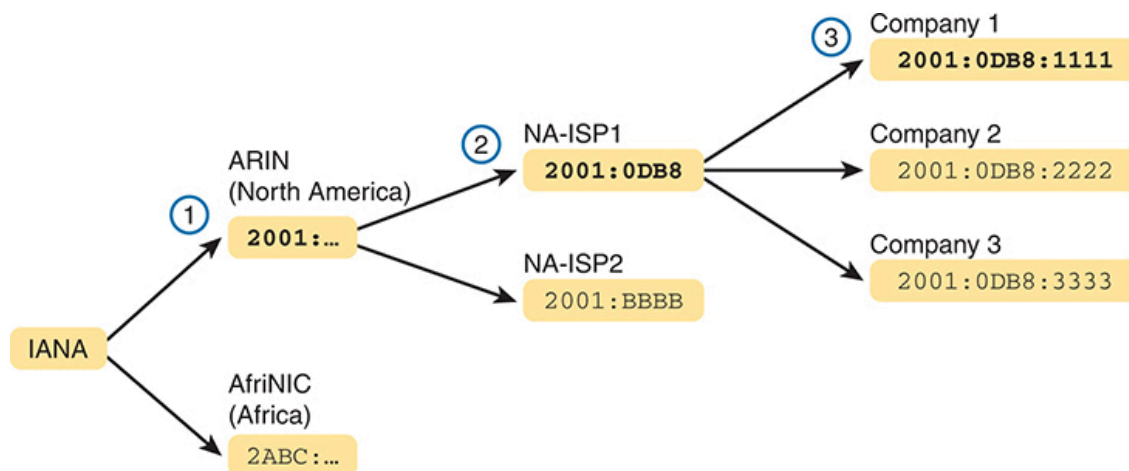 Company 1
3
2001:0DB8:1111
NA-ISP1
2
2001:0DB8
Company 2
2001:0DB8:2222
ARIN
(North America)
1
2001:…
Company 3
2001:0DB8:3333
NA-ISP2
2001:BBBB
IANA
AfriNIC
(Africa)
2ABC:…